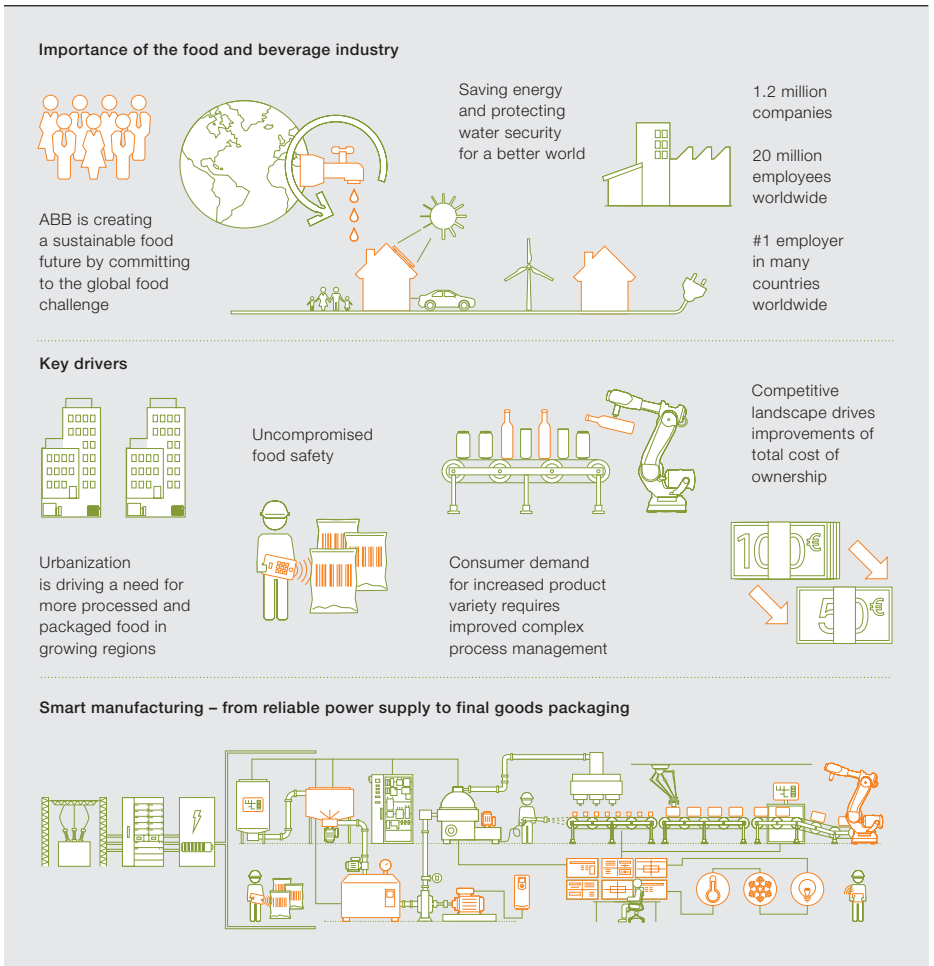 Importance of the food and beverage industry
ABB is creating
a sustainable food
future by committing
to the global food
challenge
Saving energy
and protecting
water security
for a better world
1.2 million
companies
20 million
employees
worldwide
#1 employer
in many
countries
worldwide
Key drivers
Urbanization
is driving a need for
more processed and
packaged food in
growing regions
Uncompromised
food safety
Consumer demand
for increased product
variety requires
improved complex
process management
Competitive
landscape drives
improvements of
total cost of
ownership
100 €
50 €
Smart manufacturing – from reliable power supply to final goods packaging